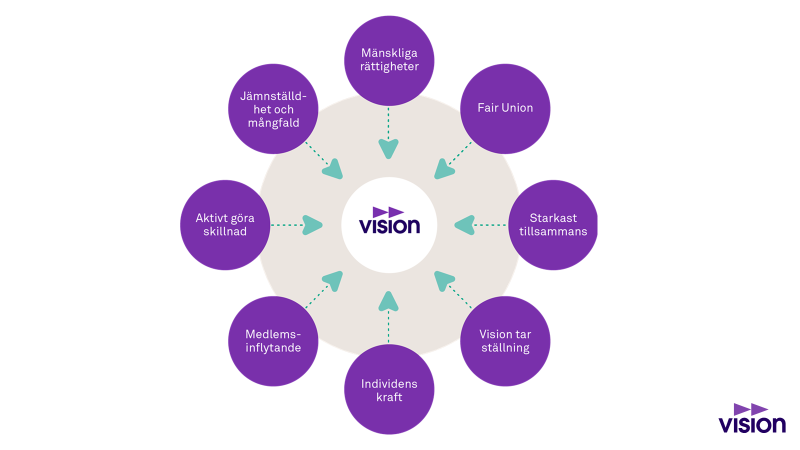 Mänskliga
rättigheter
Fair Union
Starkast
tillsammans
Vision tar
ställning
Individens
kraft
Medlems-
inflytande
Aktivt göra
skillnad
Jämnställd-
het och
mångfald
vision
vision